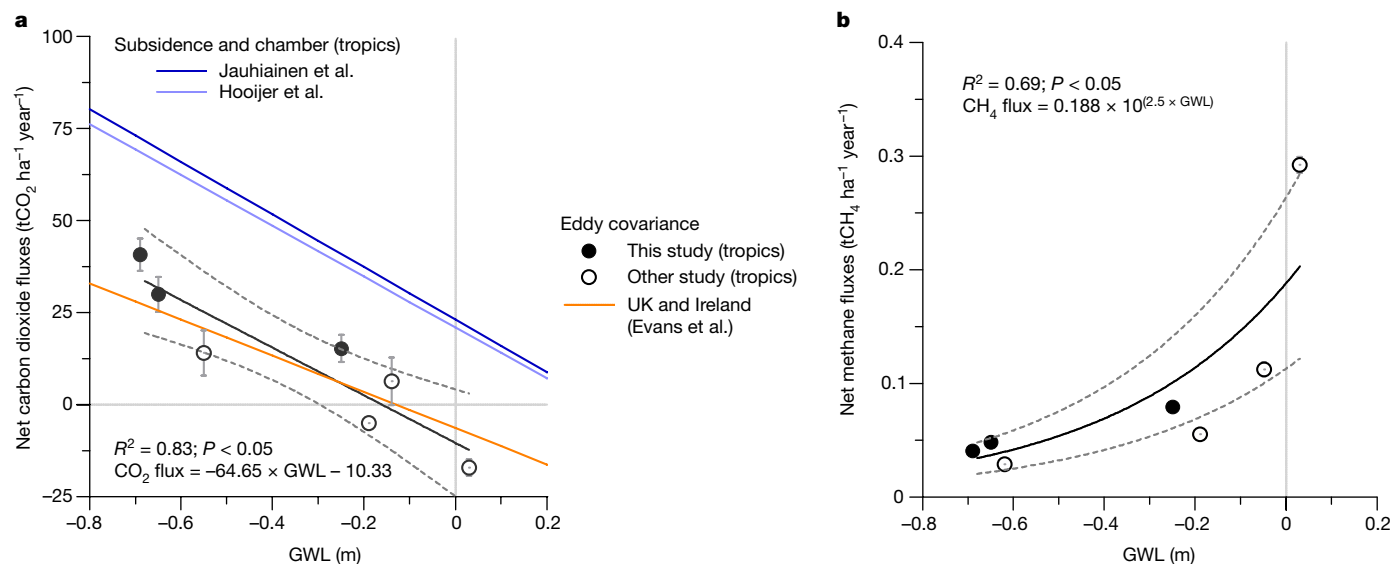 a
Subsidence and chamber (tropics)
Jauhiainen et al.
Hooijer et al.
Net carbon dioxide fluxes (tCO₂ ha⁻¹ year⁻¹)
100
75
50
25
0
−25
R² = 0.83; P < 0.05
CO₂ flux = −64.65 × GWL − 10.33
−0.8
−0.6
−0.4
−0.2
0
0.2
GWL (m)
Eddy covariance
This study (tropics)
Other study (tropics)
UK and Ireland
(Evans et al.)
b
R² = 0.69; P < 0.05
CH₄ flux = 0.188 × 10^(2.5 × GWL)
Net methane fluxes (tCH₄ ha⁻¹ year⁻¹)
0.4
0.3
0.2
0.1
0
−0.8
−0.6
−0.4
−0.2
0
0.2
GWL (m)